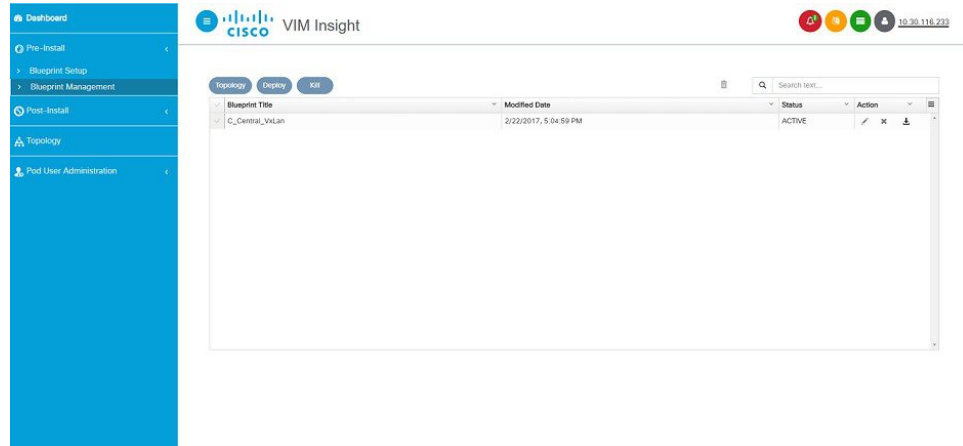 Dashboard
Pre-Install
Blueprint Setup
Blueprint Management
Post-Install
Topology
Pod User Administration
CISCO VIM Insight
10.30.116.233
Topology Deploy Kill
Search text...
Blueprint Title Modified Date Status Action
C_Central_VxLan 2/22/2017, 5:04:59 PM ACTIVE